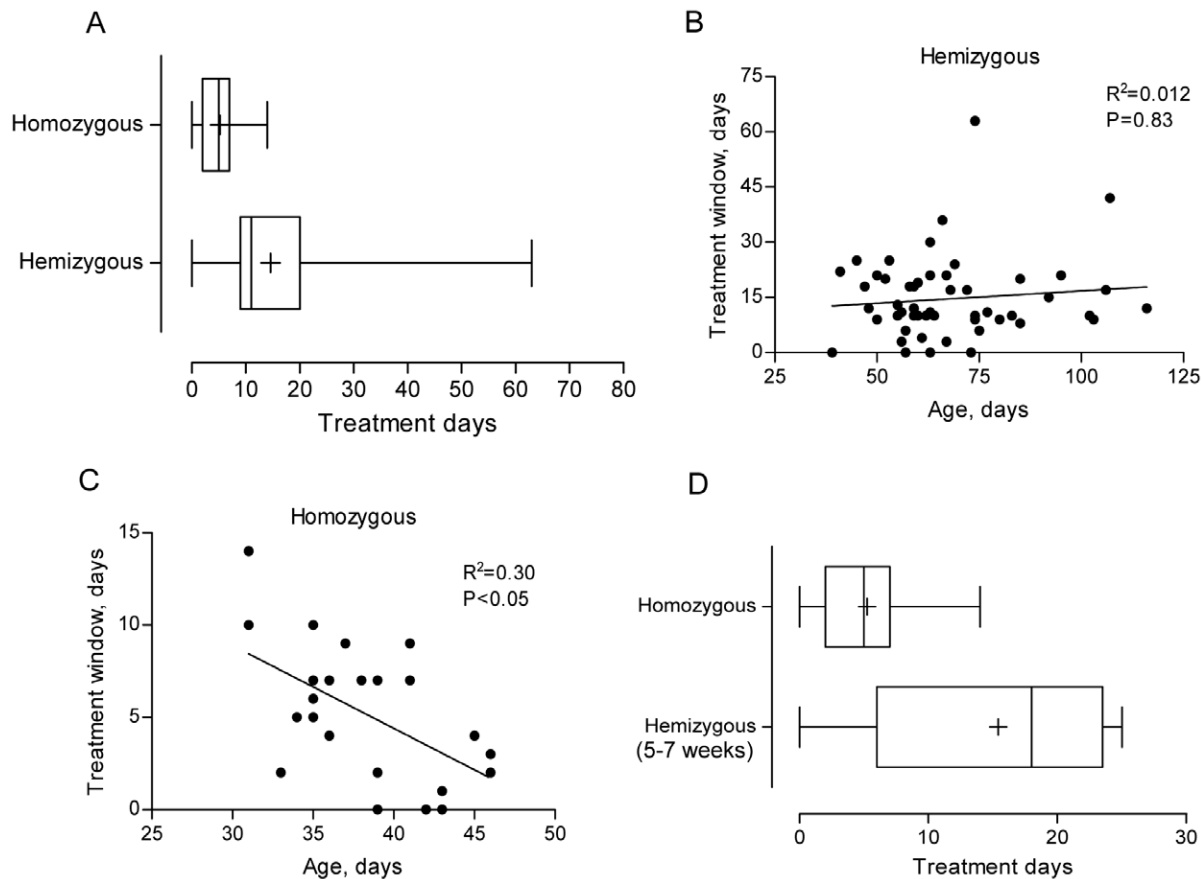 A
Homozygous
Hemizygous
0 10 20 30 40 50 60 70 80
Treatment days
B
Hemizygous
R²=0.012
P=0.83
Treatment window, days
75
60
45
30
15
0
25 50 75 100 125
Age, days
C
Homozygous
R²=0.30
P<0.05
Treatment window, days
15
10
5
0
25 30 35 40 45 50
Age, days
D
Homozygous
Hemizygous
(5-7 weeks)
0 10 20 30
Treatment days